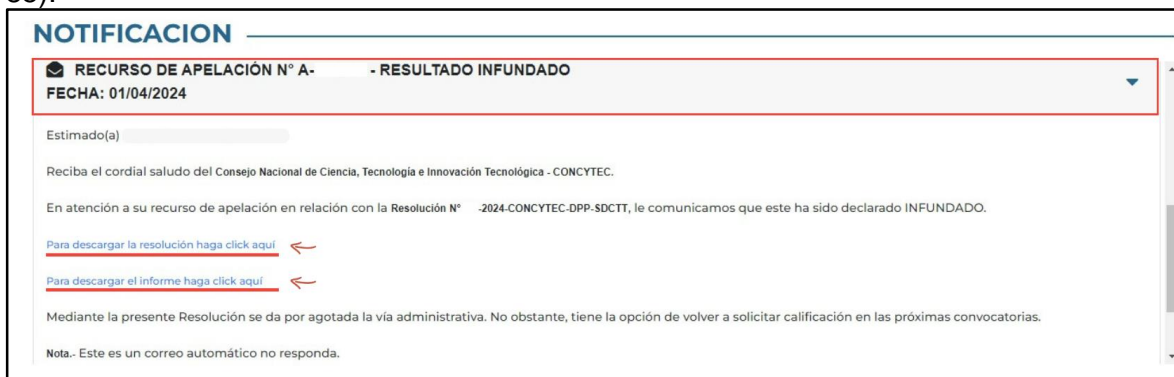 NOTIFICACION
RECURSO DE APELACIÓN N° A- - RESULTADO INFUNDADO
FECHA: 01/04/2024
Estimado(a)
Reciba el cordial saludo del Consejo Nacional de Ciencia, Tecnología e Innovación Tecnológica - CONCYTEC.
En atención a su recurso de apelación en relación con la Resolución N° -2024-CONCYTEC-DPP-SDCTT, le comunicamos que este ha sido declarado INFUNDADO.
Para descargar la resolución haga click aquí
Para descargar el informe haga click aquí
Mediante la presente Resolución se da por agotada la vía administrativa. No obstante, tiene la opción de volver a solicitar calificación en las próximas convocatorias.
Nota.- Este es un correo automático no responda.